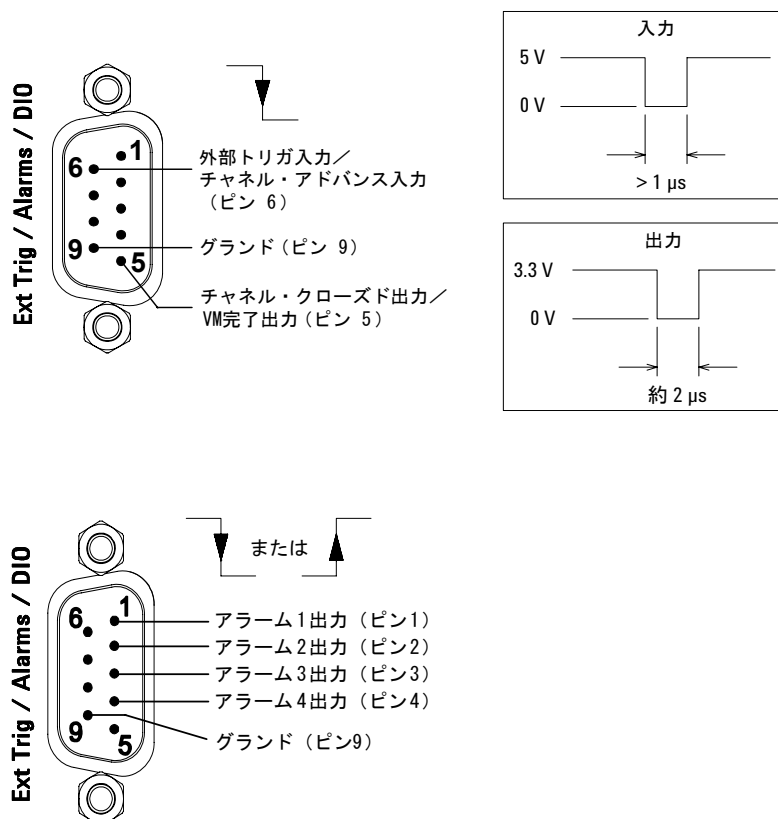 Ext Trig / Alarms / DIO
1
6
9
5
外部トリガ入力／
チャネル・アドバンス入力
（ピン 6）
グランド（ピン 9）
チャネル・クローズド出力／
VM完了出力（ピン 5）
入力
5 V
0 V
> 1 µs
出力
3.3 V
0 V
約 2 µs
Ext Trig / Alarms / DIO
または
1
6
9
5
アラーム1出力（ピン1）
アラーム2出力（ピン2）
アラーム3出力（ピン3）
アラーム4出力（ピン4）
グランド（ピン9）